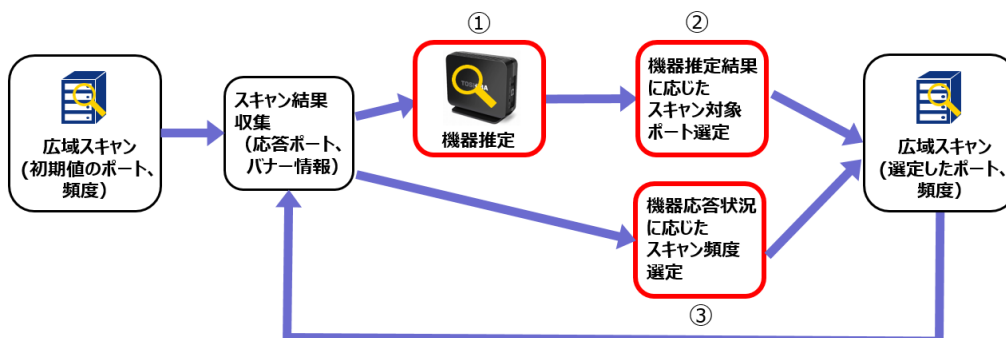 ①
②
広域スキャン
(初期値のポート、
頻度)
スキャン結果
収集
(応答ポート、
バナー情報)
TOSHIBA
機器推定
機器推定結果
に応じた
スキャン対象
ポート選定
機器応答状況
に応じた
スキャン頻度
選定
③
広域スキャン
(選定したポート、
頻度)